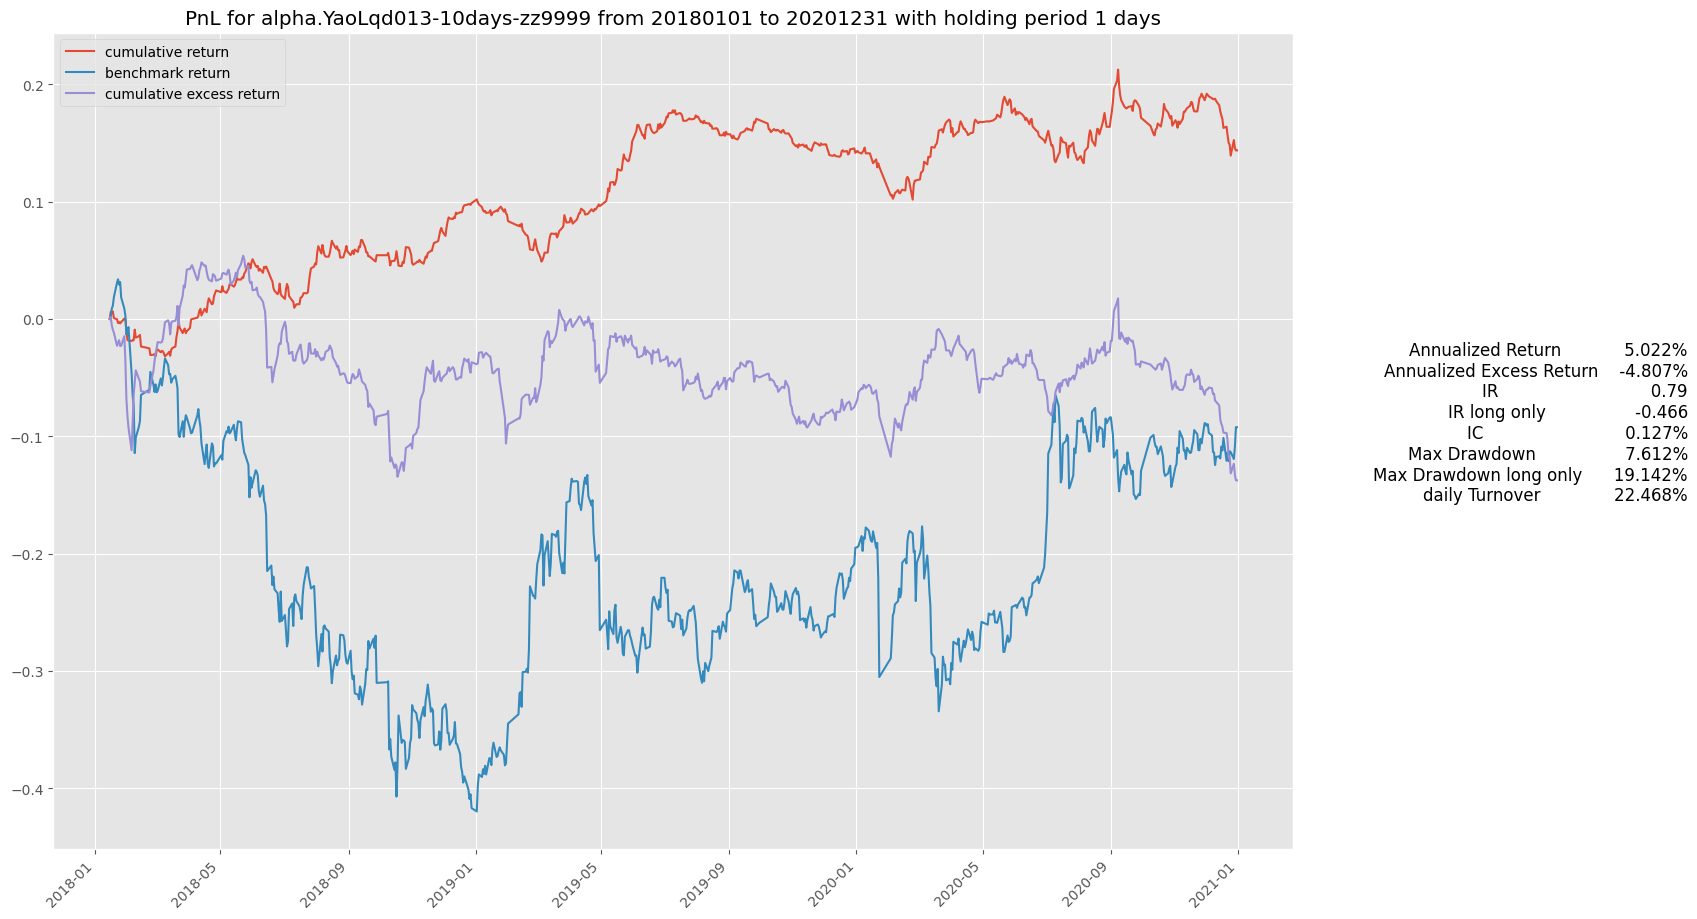 PnL for alpha.YaoLqd013-10days-zz9999 from 20180101 to 20201231 with holding period 1 days
cumulative return
benchmark return
cumulative excess return
0.2
0.1
0.0
−0.1
−0.2
−0.3
−0.4
2018-01
2018-05
2018-09
2019-01
2019-05
2019-09
2020-01
2020-05
2020-09
2021-01
Annualized Return 5.022%
Annualized Excess Return -4.807%
IR 0.79
IR long only -0.466
IC 0.127%
Max Drawdown 7.612%
Max Drawdown long only 19.142%
daily Turnover 22.468%